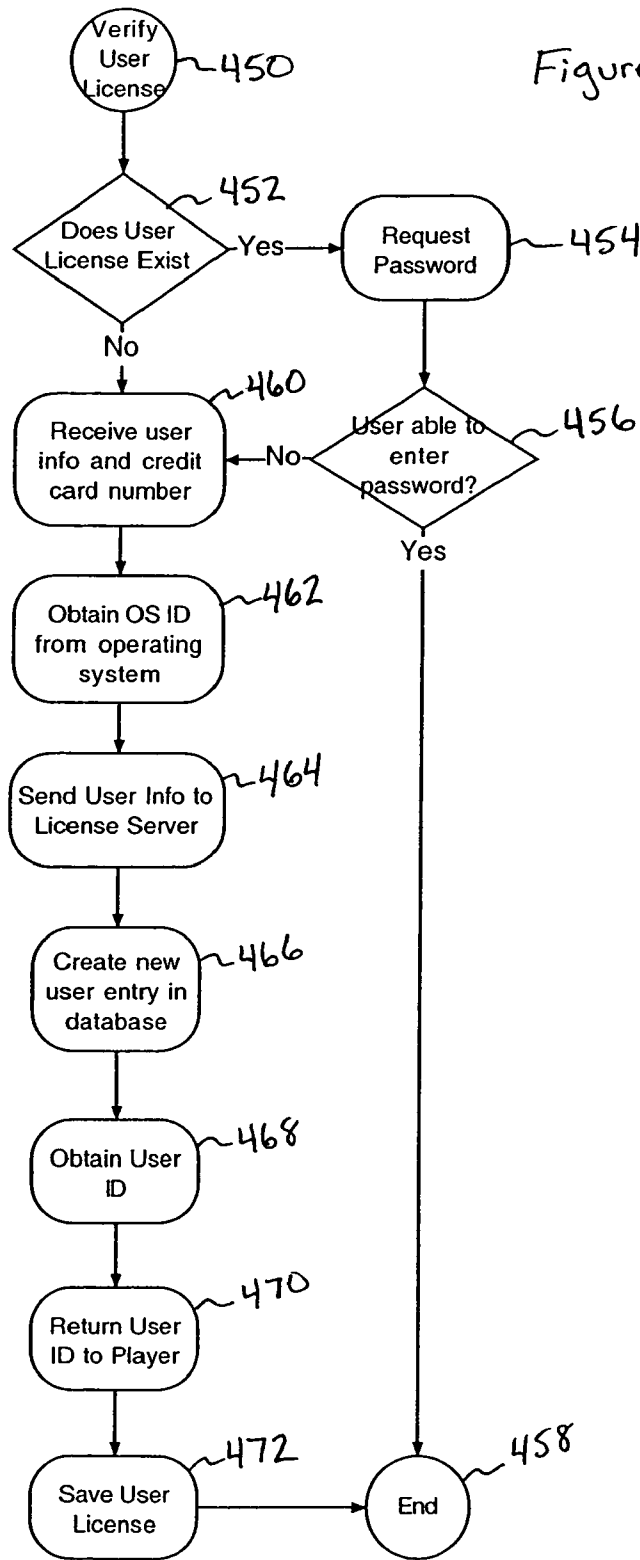 Verify
User
License
450
Figure
452
Does User
License Exist
Yes
Request
Password
454
No
460
Receive user
info and credit
card number
No
User able to
enter
password?
456
Yes
462
Obtain OS ID
from operating
system
464
Send User Info to
License Server
466
Create new
user entry in
database
468
Obtain User
ID
470
Return User
ID to Player
472
Save User
License
458
End